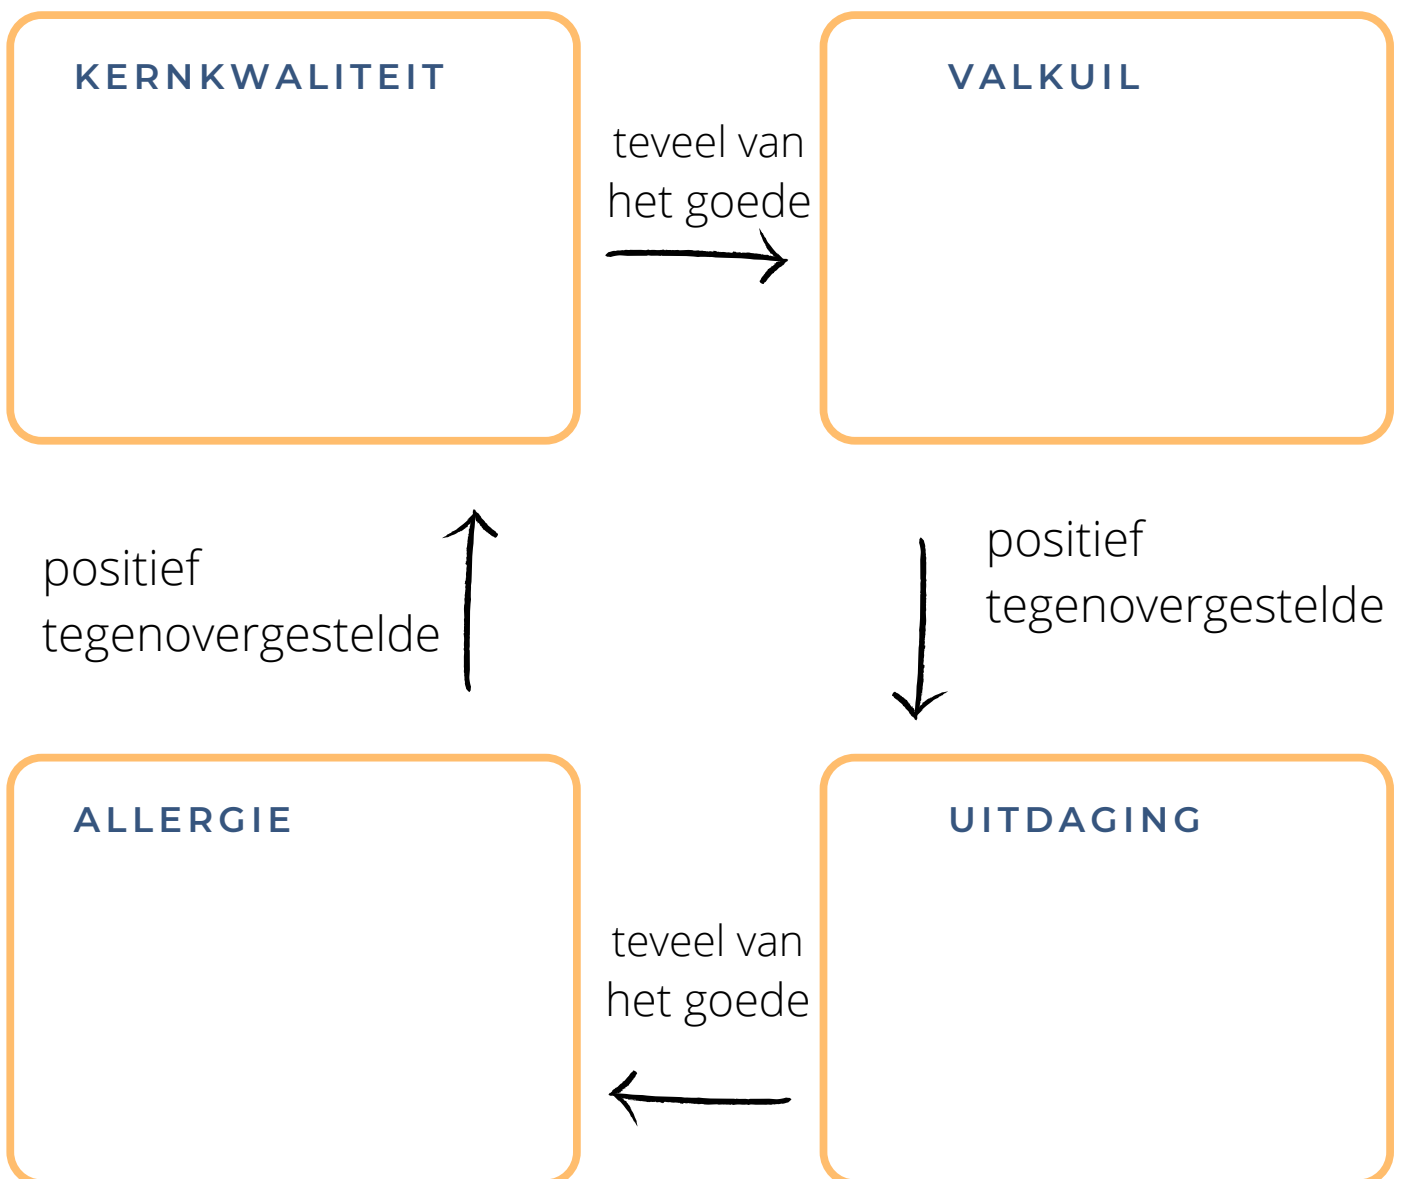 KERNKWALITEIT
VALKUIL
teveel van
het goede
positief
tegenovergestelde
positief
tegenovergestelde
ALLERGIE
UITDAGING
teveel van
het goede